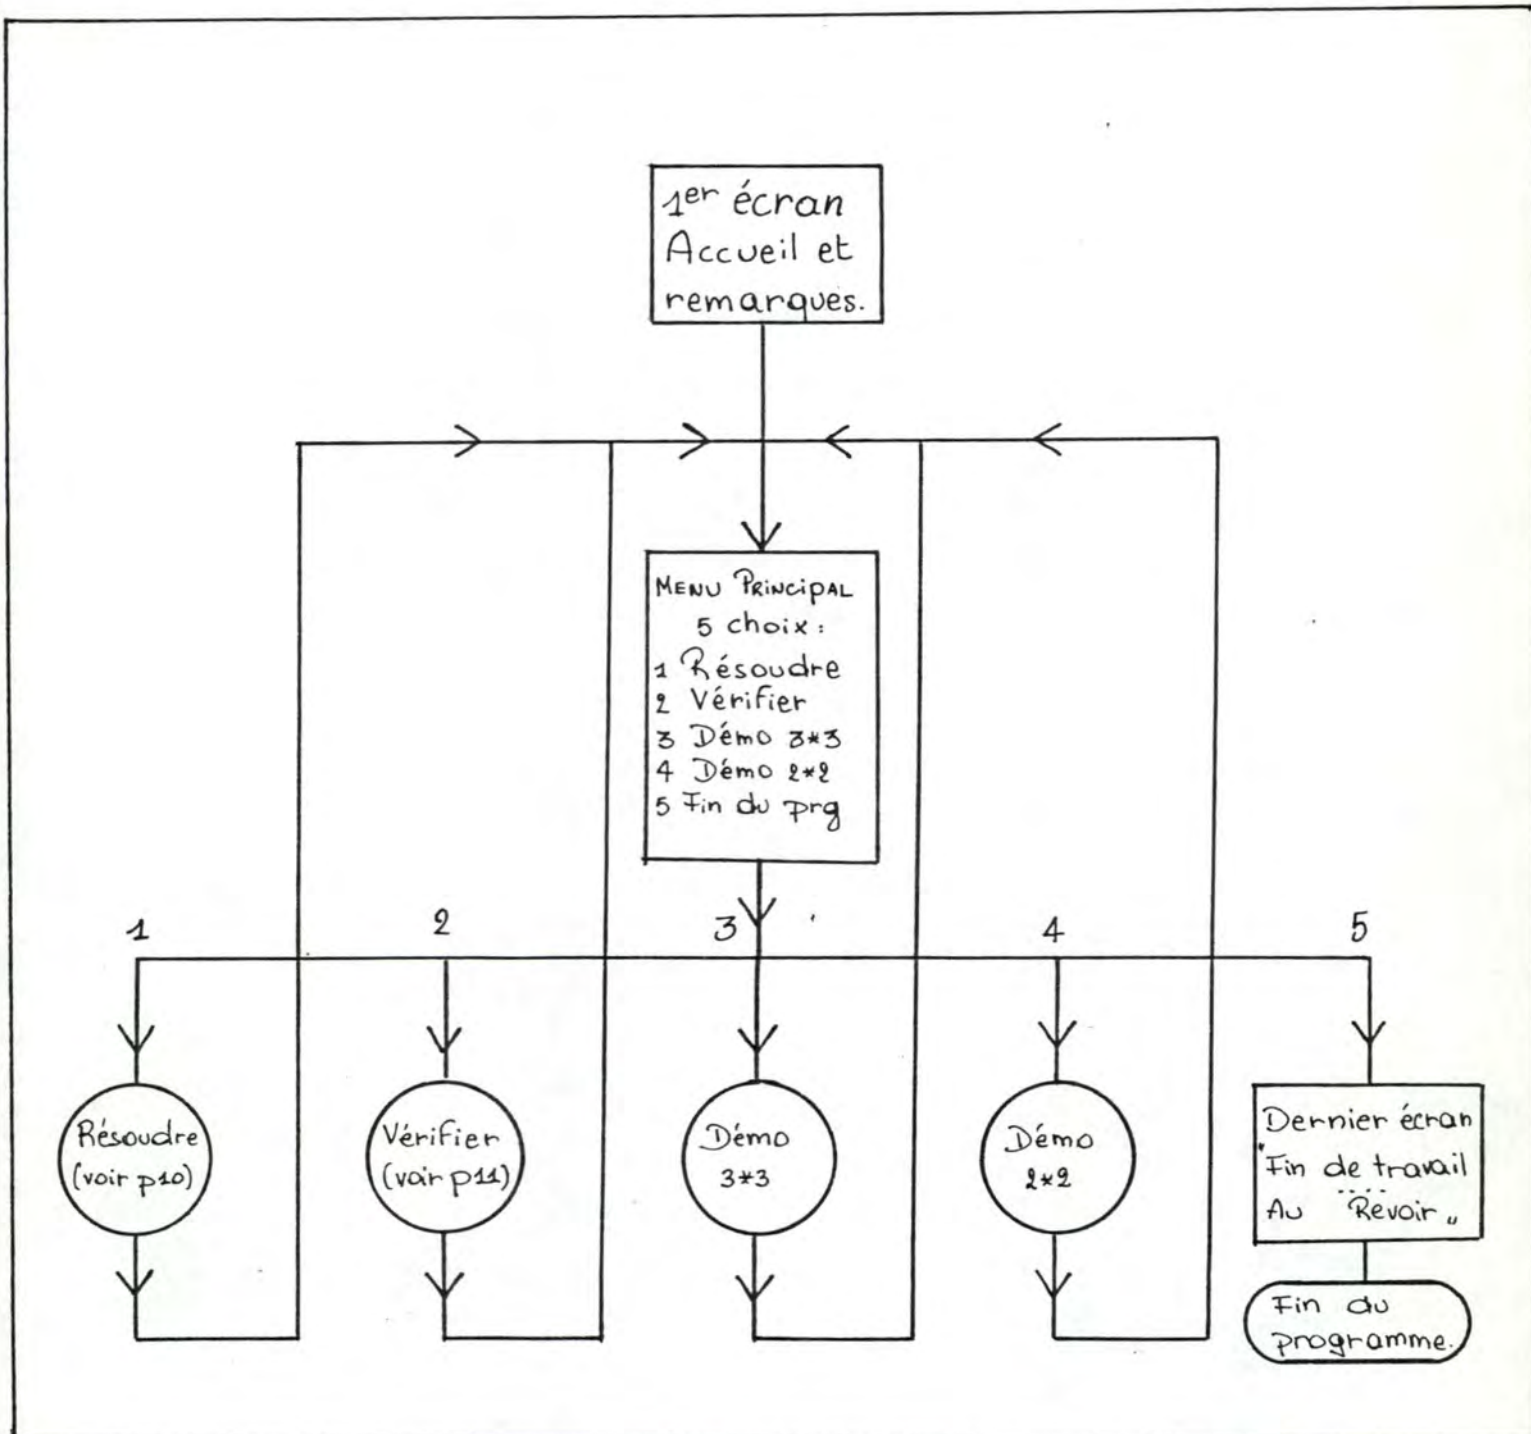 1er écran
Accueil et
remarques.
MENU PRINCIPAL
5 choix :
1 Résoudre
2 Vérifier
3 Démo 3*3
4 Démo 2*2
5 Fin du prg
1 2 3 4 5
Résoudre
(voir p10)
Vérifier
(voir p11)
Démo
3*3
Démo
2*2
Dernier écran
"Fin de travail
....
Au Revoir"
Fin du
programme.